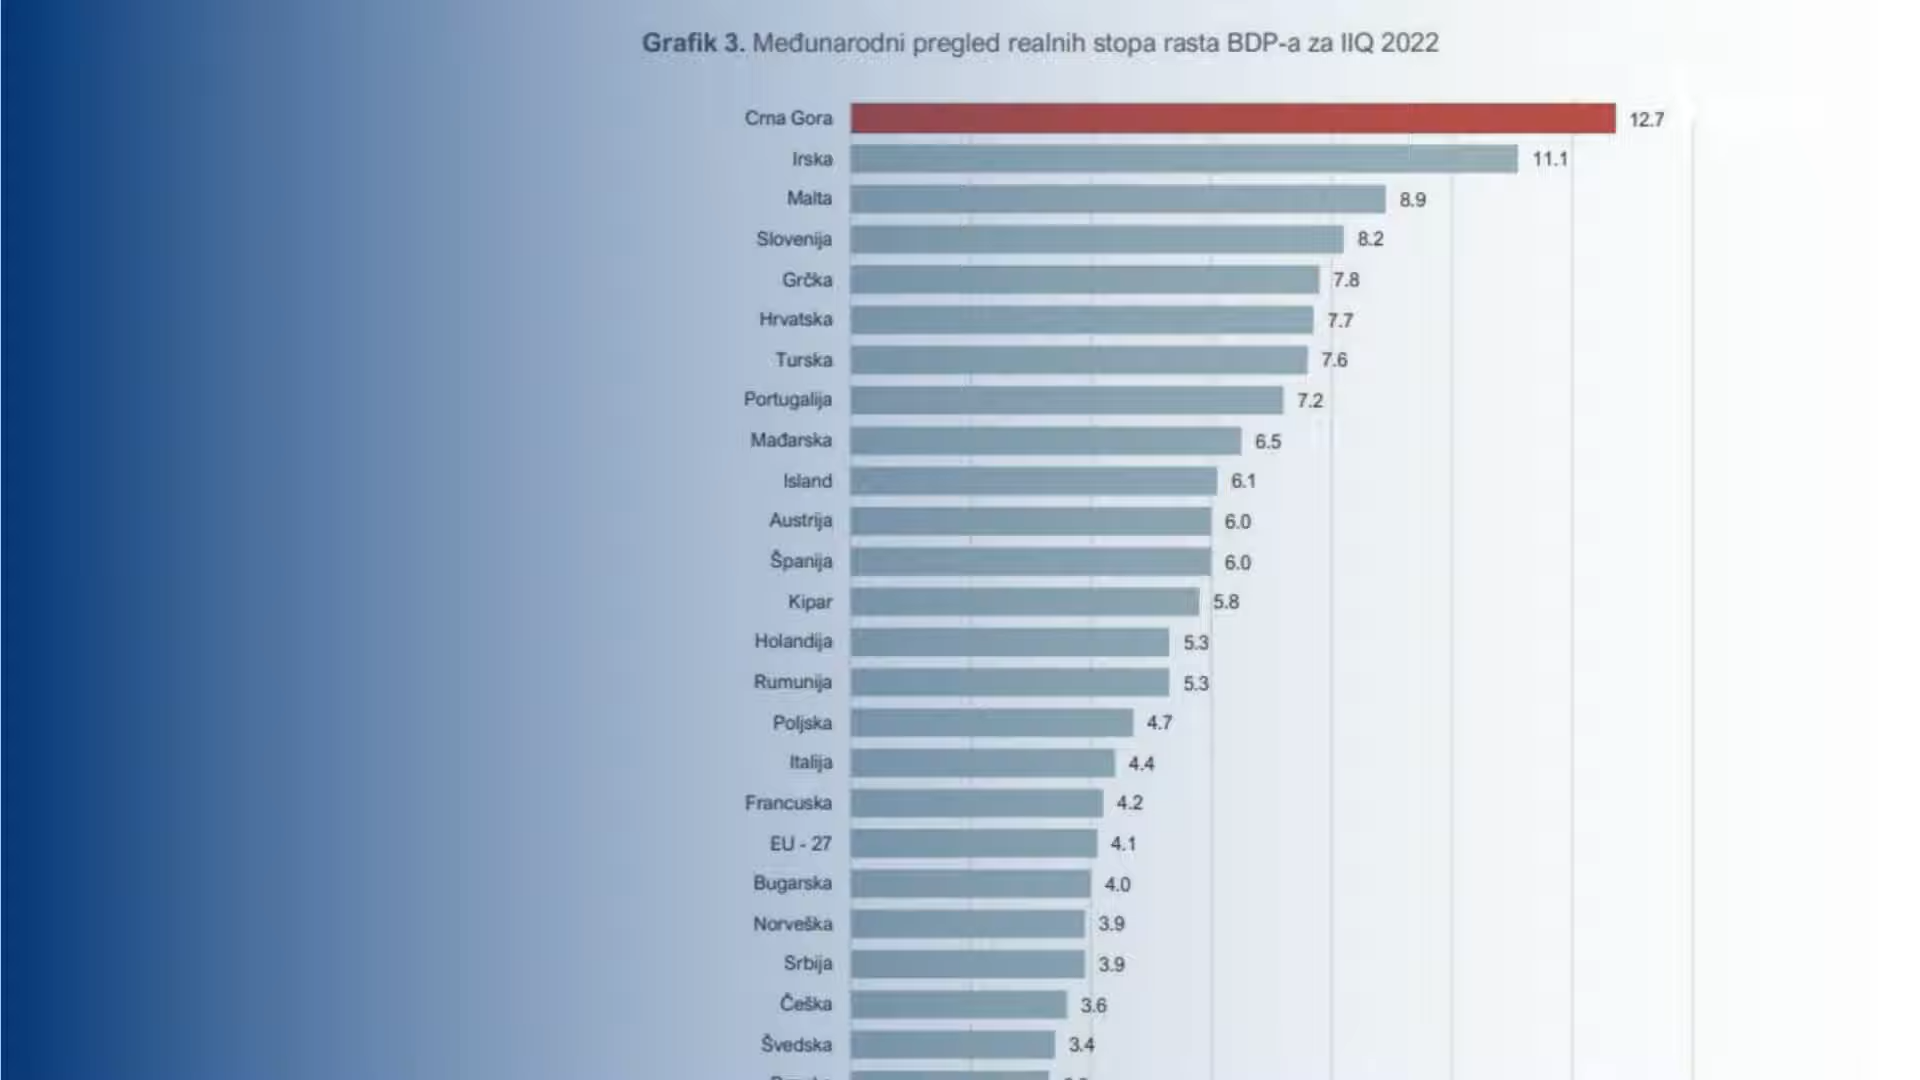 Grafik 3. Međunarodni pregled realnih stopa rasta BDP-a za IIQ 2022
Crna Gora 12.7
Irska 11.1
Malta 8.9
Slovenija 8.2
Grčka 7.8
Hrvatska 7.7
Turska 7.6
Portugalija 7.2
Mađarska 6.5
Island 6.1
Austrija 6.0
Španija 6.0
Kipar 5.8
Holandija 5.3
Rumunija 5.3
Poljska 4.7
Italija 4.4
Francuska 4.2
EU - 27 4.1
Bugarska 4.0
Norveška 3.9
Srbija 3.9
Češka 3.6
Švedska 3.4